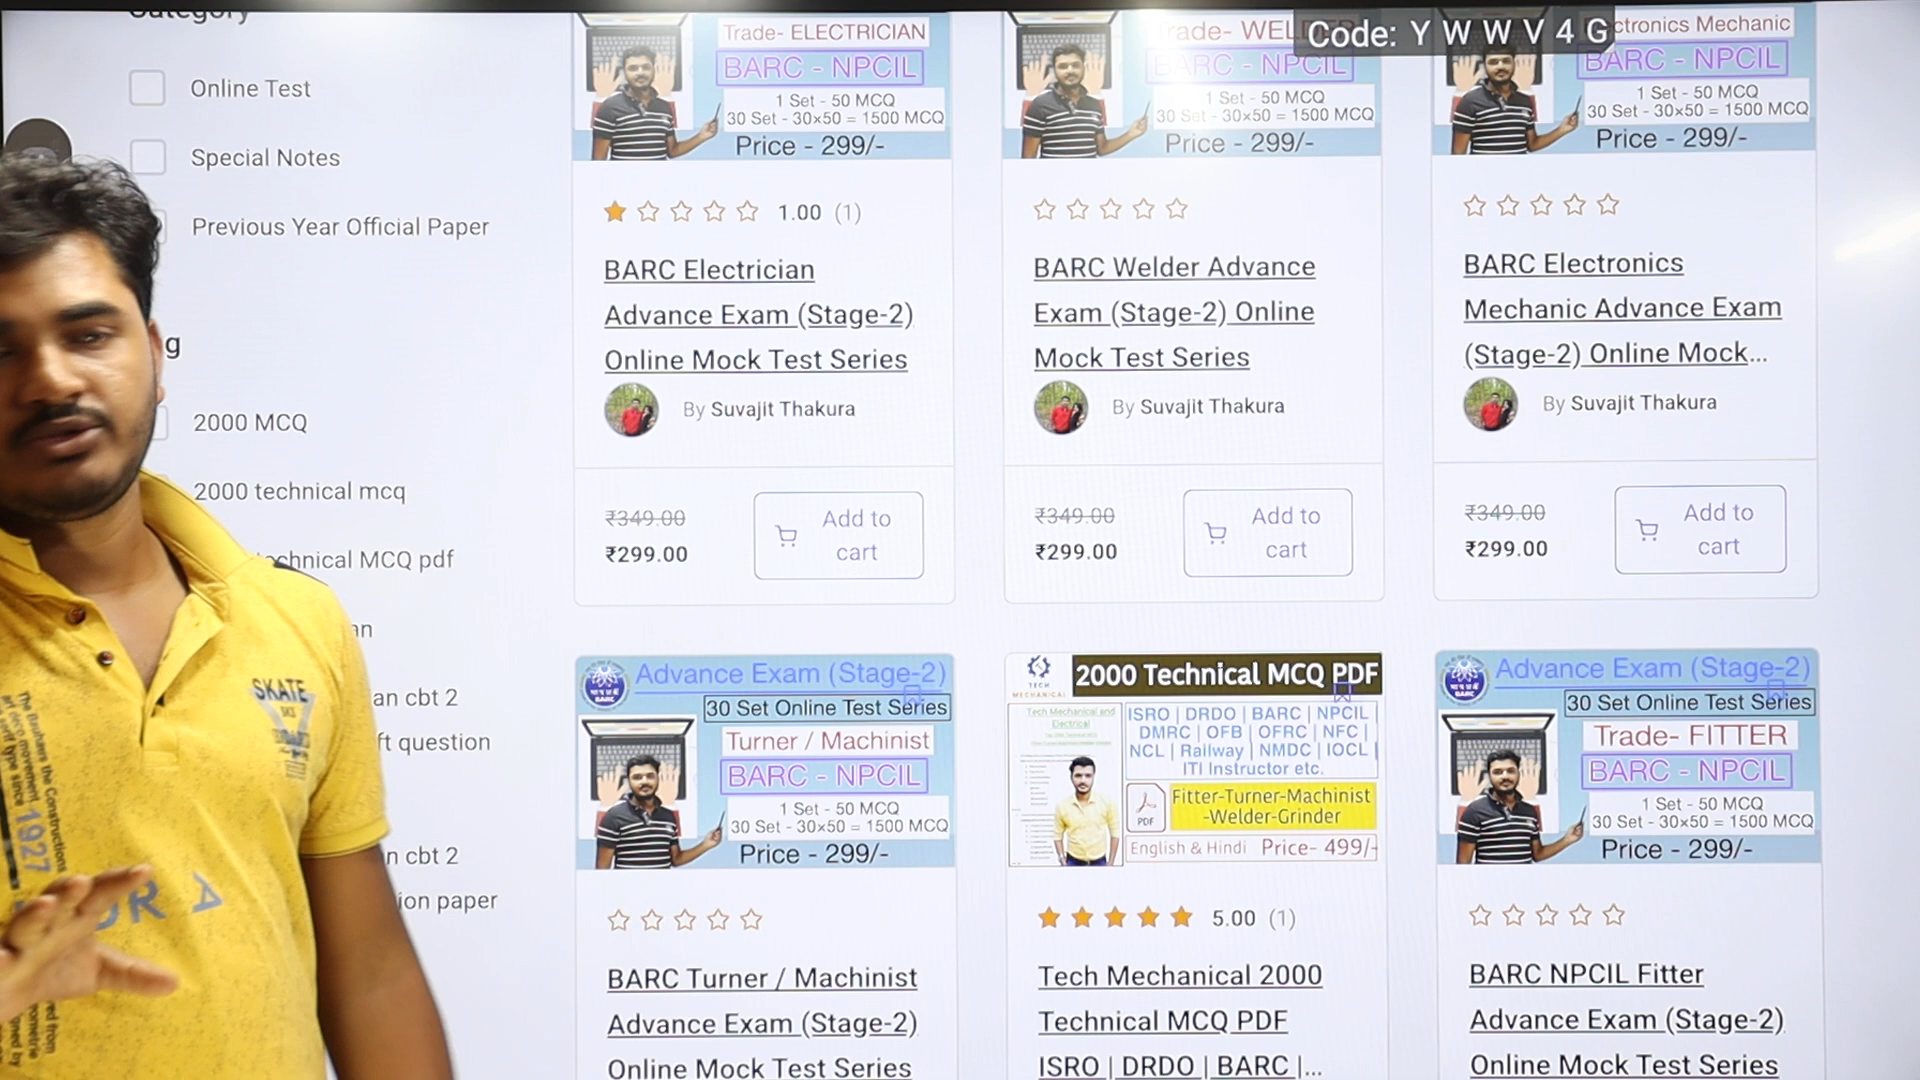 Category
Online Test
Special Notes
Previous Year Official Paper
g
2000 MCQ
2000 technical mcq
chnical MCQ pdf
an
an cbt 2
ft question
n cbt 2
ion paper
Code: Y W W V 4 G
Trade- ELECTRICIAN
BARC - NPCIL
1 Set - 50 MCQ
30 Set - 30×50 = 1500 MCQ
Price - 299/-
1.00 (1)
BARC Electrician
Advance Exam (Stage-2)
Online Mock Test Series
By Suvajit Thakura
₹349.00
₹299.00
Add to
cart
rade- WELDER
BARC - NPCIL
1 Set - 50 MCQ
30 Set - 30×50 = 1500 MCQ
Price - 299/-
BARC Welder Advance
Exam (Stage-2) Online
Mock Test Series
By Suvajit Thakura
₹349.00
₹299.00
Add to
cart
ctronics Mechanic
BARC - NPCIL
1 Set - 50 MCQ
30 Set - 30×50 = 1500 MCQ
Price - 299/-
BARC Electronics
Mechanic Advance Exam
(Stage-2) Online Mock...
By Suvajit Thakura
₹349.00
₹299.00
Add to
cart
Advance Exam (Stage-2)
30 Set Online Test Series
Turner / Machinist
BARC - NPCIL
1 Set - 50 MCQ
30 Set - 30×50 = 1500 MCQ
Price - 299/-
BARC Turner / Machinist
Advance Exam (Stage-2)
Online Mock Test Series
TECH
MECHANICAL
2000 Technical MCQ PDF
Tech Mechanical and
Electrical
ISRO | DRDO | BARC | NPCIL |
DMRC | OFB | OFRC | NFC |
NCL | Railway | NMDC | IOCL |
ITI Instructor etc.
PDF
Fitter-Turner-Machinist
-Welder-Grinder
English & Hindi Price- 499/-
5.00 (1)
Tech Mechanical 2000
Technical MCQ PDF
ISRO | DRDO | BARC |...
Advance Exam (Stage-2)
30 Set Online Test Series
Trade- FITTER
BARC - NPCIL
1 Set - 50 MCQ
30 Set - 30×50 = 1500 MCQ
Price - 299/-
BARC NPCIL Fitter
Advance Exam (Stage-2)
Online Mock Test Series
SKATE
1927